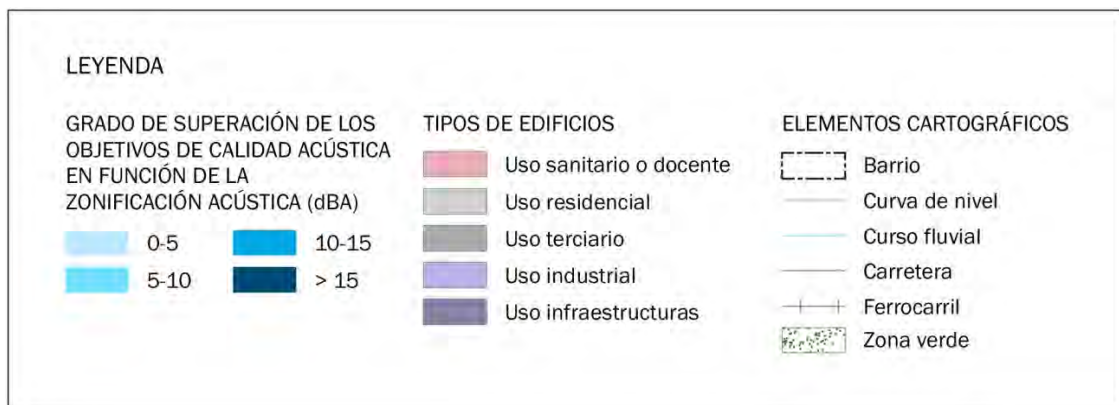 LEYENDA
GRADO DE SUPERACIÓN DE LOS
OBJETIVOS DE CALIDAD ACÚSTICA
EN FUNCIÓN DE LA
ZONIFICACIÓN ACÚSTICA (dBA)
0-5
10-15
5-10
> 15
TIPOS DE EDIFICIOS
Uso sanitario o docente
Uso residencial
Uso terciario
Uso industrial
Uso infraestructuras
ELEMENTOS CARTOGRÁFICOS
Barrio
Curva de nivel
Curso fluvial
Carretera
Ferrocarril
Zona verde